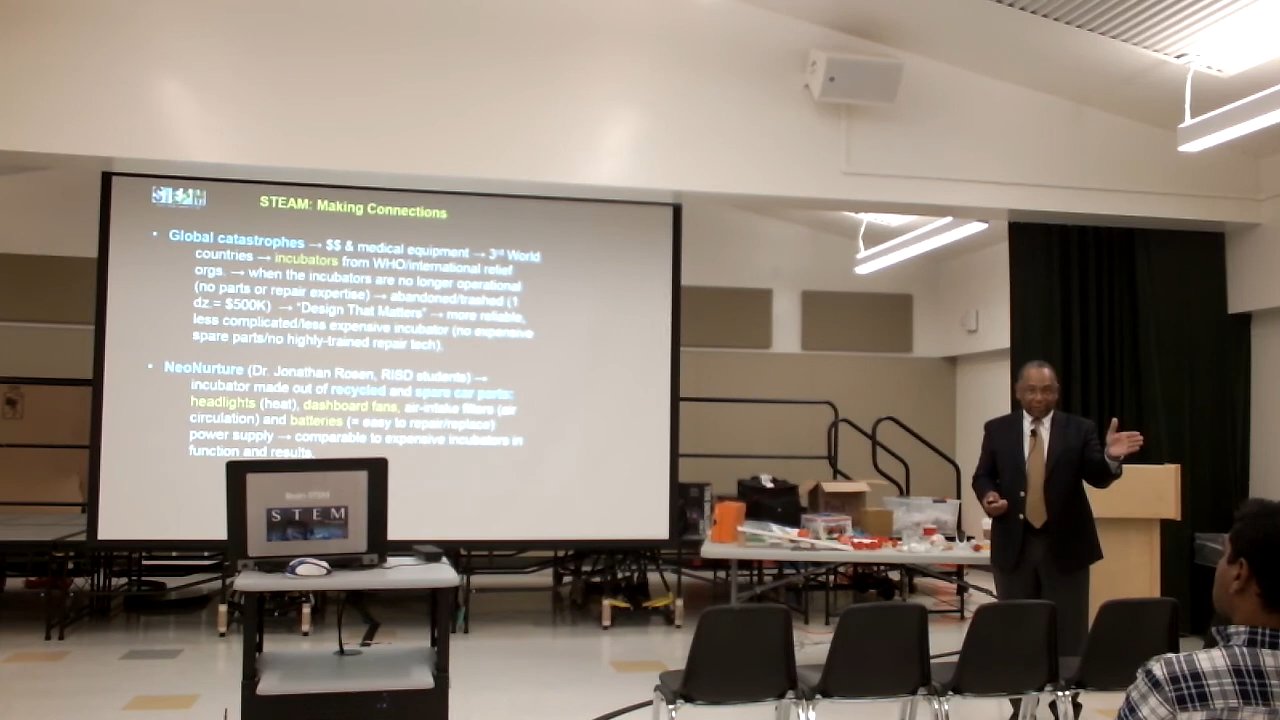 STEAM
STEAM: Making Connections
• Global catastrophes → $$ & medical equipment → 3rd World
countries → incubators from WHO/international relief
orgs. → when the incubators are no longer operational
(no parts or repair expertise) → abandoned/trashed (1
dz = $500K) → "Design That Matters" → more reliable,
less complicated/less expensive incubator (no expensive
spare parts/no highly-trained repair tech).
• NeoNurture (Dr. Jonathan Rosen, RISD students) →
incubator made out of recycled and spare car parts:
headlights (heat), dashboard fans, air-intake filters (air
circulation) and batteries (= easy to repair/replace)
power supply → comparable to expensive incubators in
function and results.
STEM